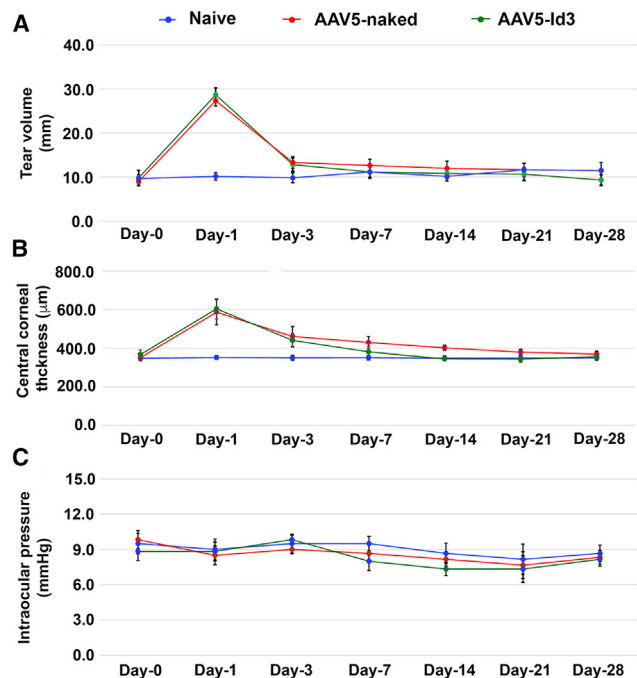 A
Naive AAV5-naked AAV5-Id3
Tear volume
(mm)
40.0
30.0
20.0
10.0
0.0
Day-0 Day-1 Day-3 Day-7 Day-14 Day-21 Day-28
B
Central corneal
thckness (μm)
800.0
600.0
400.0
200.0
0.0
Day-0 Day-1 Day-3 Day-7 Day-14 Day-21 Day-28
C
Intraocular pressure
(mmHg)
15.0
12.0
9.0
6.0
3.0
0.0
Day-0 Day-1 Day-3 Day-7 Day-14 Day-21 Day-28